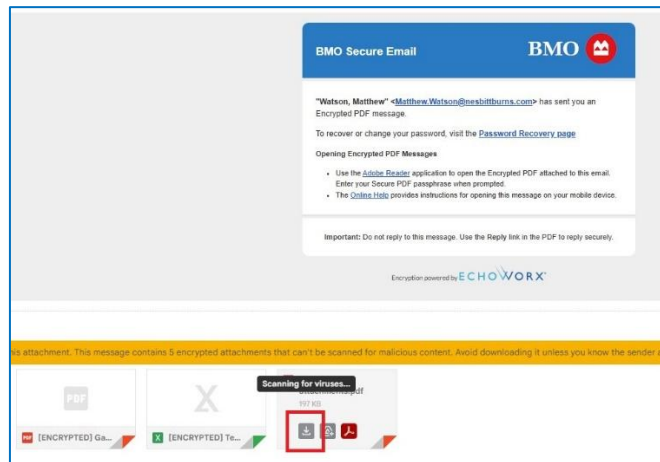 BMO Secure Email
BMO
"Watson, Matthew" <Matthew.Watson@nesbittburns.com> has sent you an
Encrypted PDF message.
To recover or change your password, visit the Password Recovery page
Opening Encrypted PDF Messages
• Use the Adobe Reader application to open the Encrypted PDF attached to this email.
Enter your Secure PDF passphrase when prompted.
• The Online Help provides instructions for opening this message on your mobile device.
Important: Do not reply to this message. Use the Reply link in the PDF to reply securely.
Encryption powered by ECHOWORX
his attachment. This message contains 5 encrypted attachments that can't be scanned for malicious content. Avoid downloading it unless you know the sender a
PDF
X
Scanning for viruses...
attachments.pdf
197 KB
PDF [ENCRYPTED] Ga...
X [ENCRYPTED] Te...